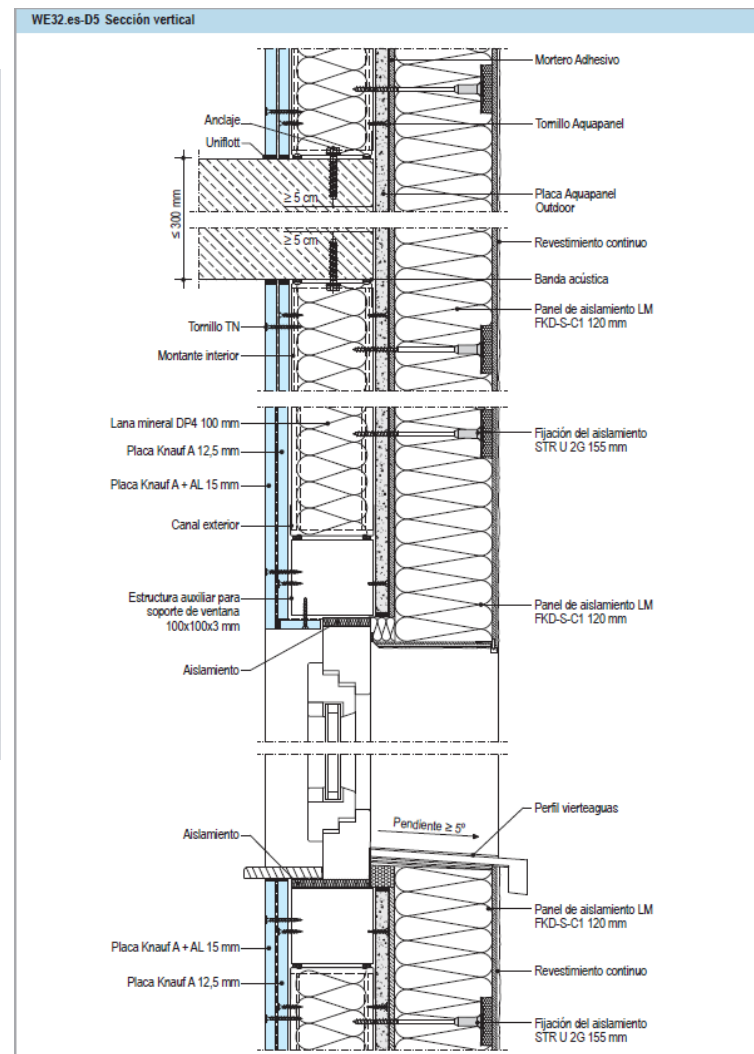 WE32.es-D5 Sección vertical
Mortero Adhesivo
Anclaje
Tornillo Aquapanel
Uniflott
≥ 5 cm
Placa Aquapanel
Outdoor
≤ 300 mm
Revestimiento continuo
≥ 5 cm
Banda acústica
Panel de aislamiento LM
FKD-S-C1 120 mm
Tornillo TN
Montante interior
Lana mineral DP4 100 mm
Fijación del aislamiento
STR U 2G 155 mm
Placa Knauf A 12,5 mm
Placa Knauf A + AL 15 mm
Canal exterior
Estructura auxiliar para
soporte de ventana
100x100x3 mm
Panel de aislamiento LM
FKD-S-C1 120 mm
Aislamiento
Perfil vierteaguas
Pendiente ≥ 5º
Aislamiento
Panel de aislamiento LM
FKD-S-C1 120 mm
Placa Knauf A + AL 15 mm
Revestimiento continuo
Placa Knauf A 12,5 mm
Fijación del aislamiento
STR U 2G 155 mm